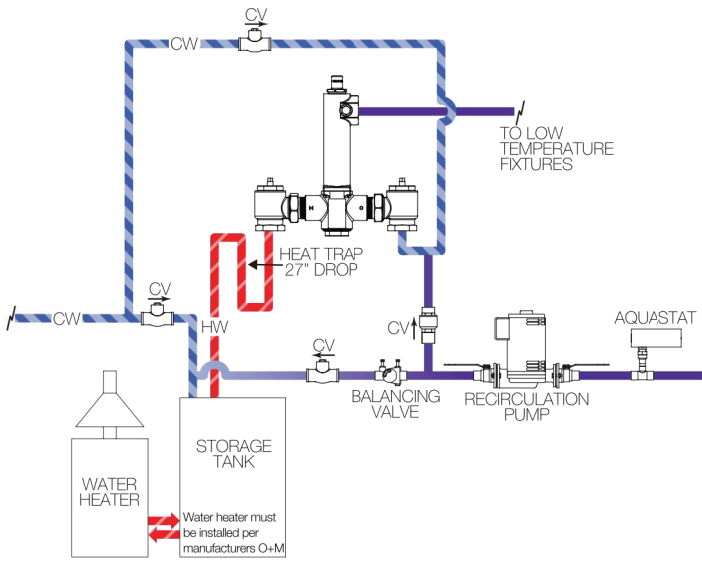 CV
CW
TO LOW
TEMPERATURE
FIXTURES
H
C
HEAT TRAP
27" DROP
CV
CW
HW
CV
AQUASTAT
CV
BALANCING
VALVE
RECIRCULATION
PUMP
STORAGE
TANK
WATER
HEATER
Water heater must
be installed per
manufacturers O+M